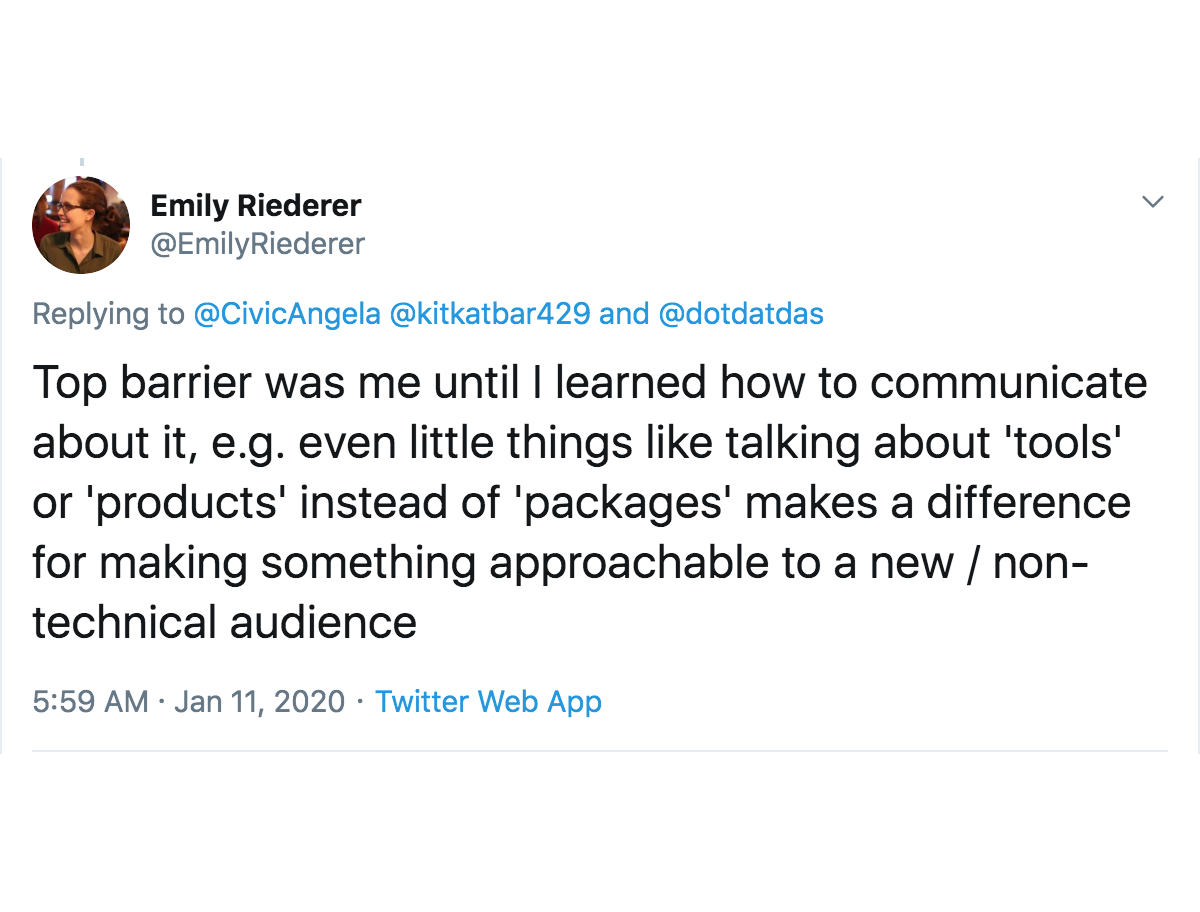 Emily Riederer
@EmilyRiederer
Replying to @CivicAngela @kitkatbar429 and @dotdatdas
Top barrier was me until I learned how to communicate
about it, e.g. even little things like talking about 'tools'
or 'products' instead of 'packages' makes a difference
for making something approachable to a new / non-
technical audience
5:59 AM · Jan 11, 2020 · Twitter Web App